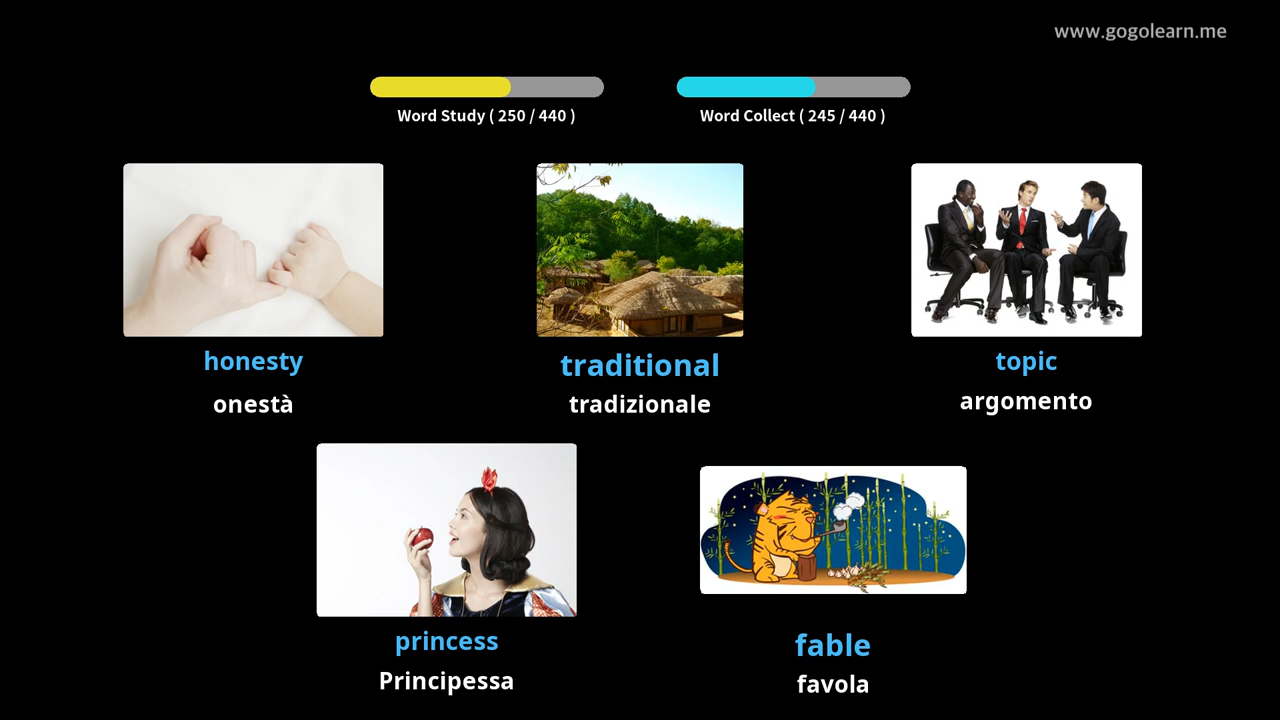 www.gogolearn.me
Word Study ( 250 / 440 )
Word Collect ( 245 / 440 )
honesty
onestà
traditional
tradizionale
topic
argomento
princess
Principessa
fable
favola